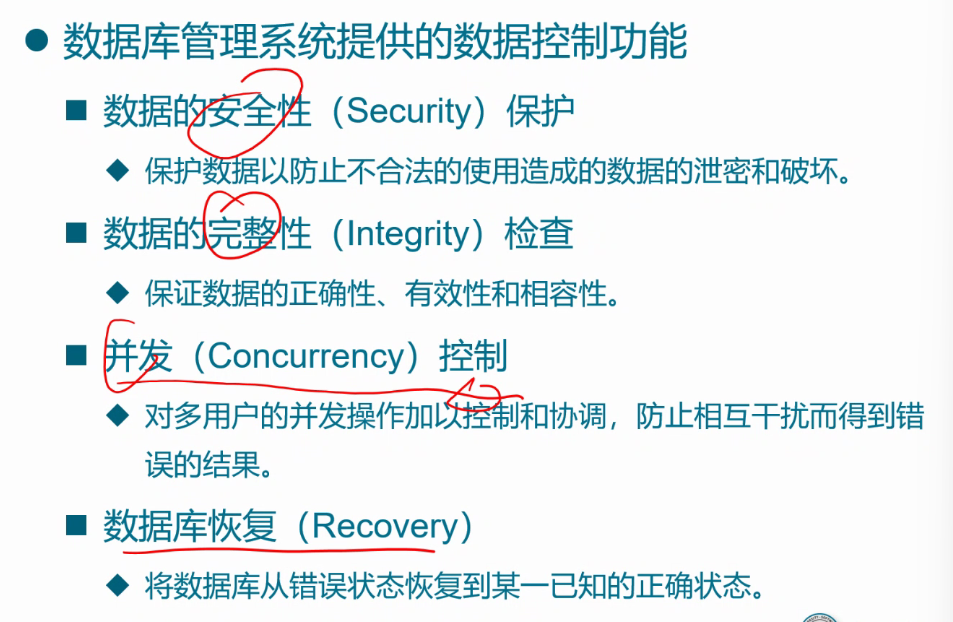 ● 数据库管理系统提供的数据控制功能
■ 数据的安全性（Security）保护
◆ 保护数据以防止不合法的使用造成的数据的泄密和破坏。
■ 数据的完整性（Integrity）检查
◆ 保证数据的正确性、有效性和相容性。
■ 并发（Concurrency）控制
◆ 对多用户的并发操作加以控制和协调，防止相互干扰而得到错
误的结果。
■ 数据库恢复（Recovery）
◆ 将数据库从错误状态恢复到某一已知的正确状态。